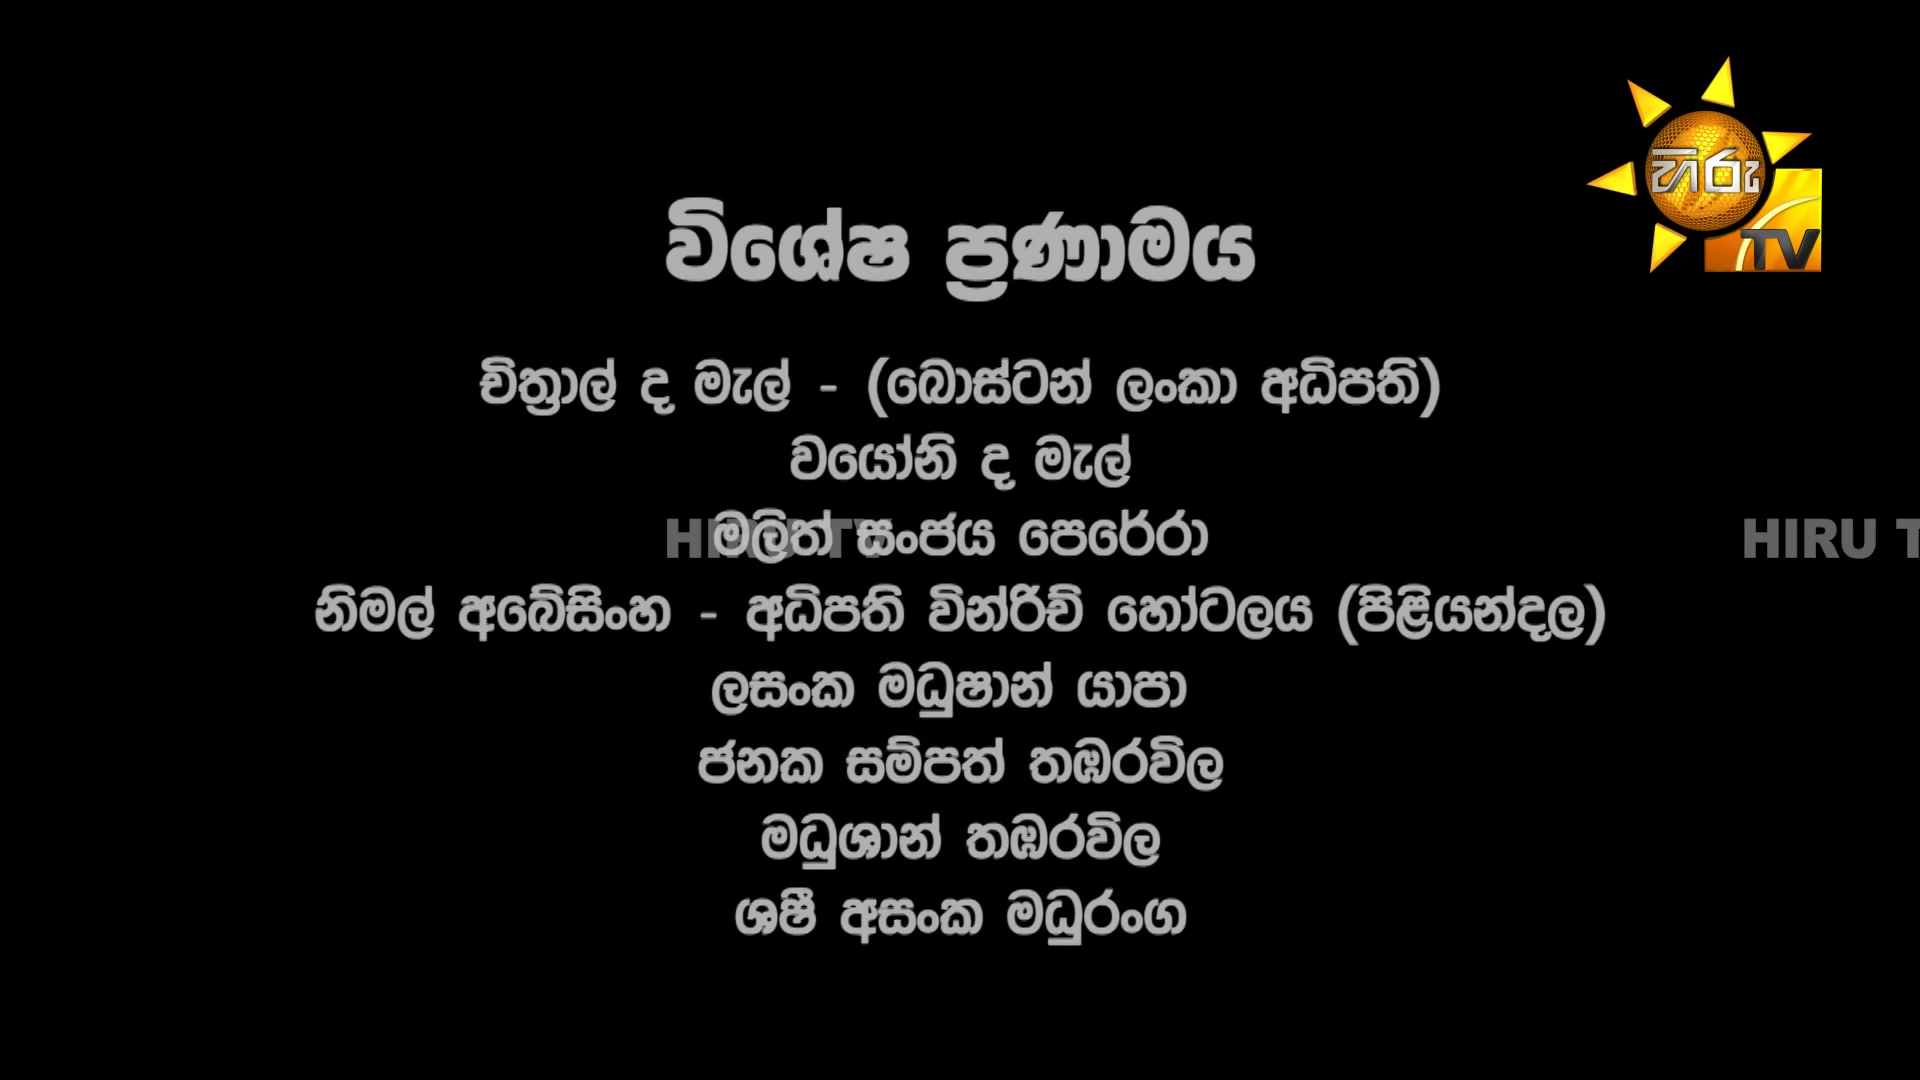 හිරු
TV
විශේෂ ප්‍රණාමය
චිත්‍රාල් ද මැල් - (බොස්ටන් ලංකා අධිපති)
වයෝනි ද මැල්
HIRU TV
මලිත් සංජය පෙරේරා
HIRU T
නිමල් අබේසිංහ - අධිපති වින්රිච් හෝටලය (පිළියන්දල)
ලසංක මධුෂාන් යාපා
ජනක සම්පත් තඹරවිල
මධුශාන් තඹරවිල
ශෂී අසංක මධුරංග